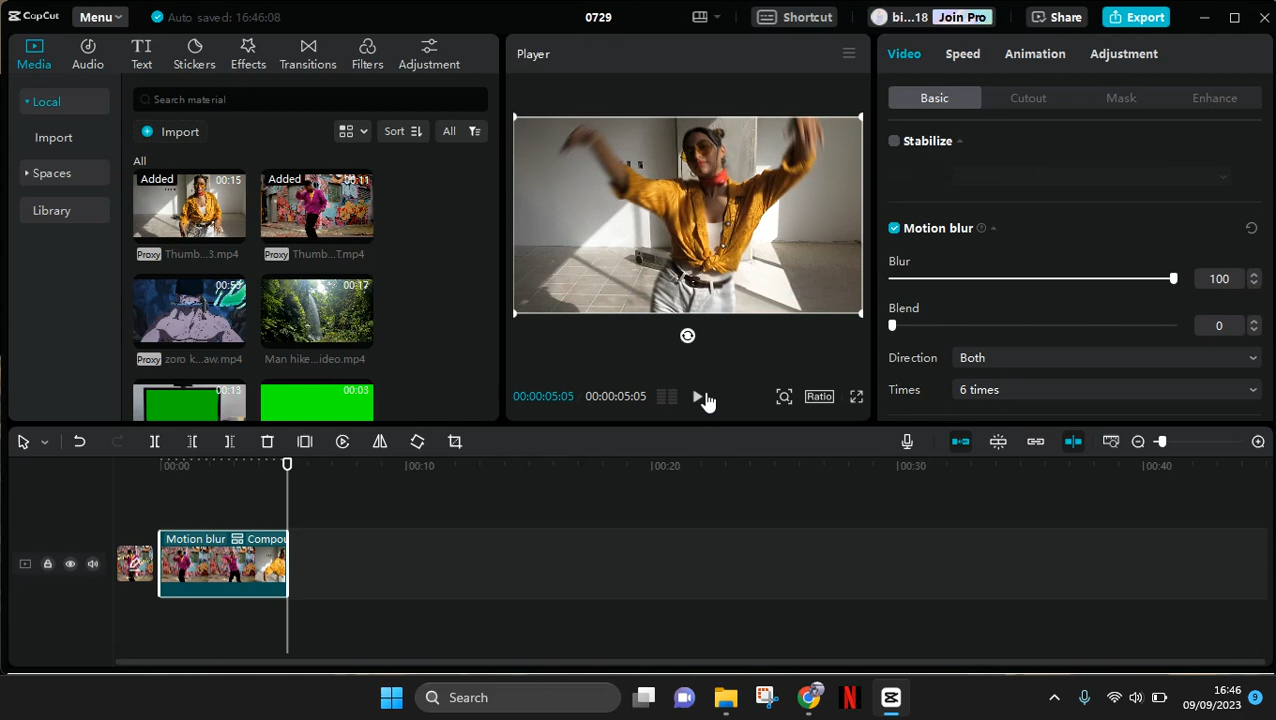 CapCut
Menu
Auto saved: 16:46:08
0729
Shortcut
bi...18
Join Pro
Share
Export
Media
Audio
Text
Stickers
Effects
Transitions
Filters
Adjustment
Local
Import
Spaces
Library
Search material
Import
Sort
All
All
Added
00:15
Added
00:11
Proxy
Thumb...3.mp4
Proxy
Thumb...T.mp4
00:53
00:17
Proxy
zoro k...aw.mp4
Man hike...ideo.mp4
00:13
00:03
Player
00:00:05:05
00:00:05:05
Ratio
Video
Speed
Animation
Adjustment
Basic
Cutout
Mask
Enhance
Stabilize
Motion blur
Blur
100
Blend
0
Direction
Both
Times
6 times
00:00
00:10
00:20
00:30
00:40
Motion blur
Compou
Search
16:46
09/09/2023
9